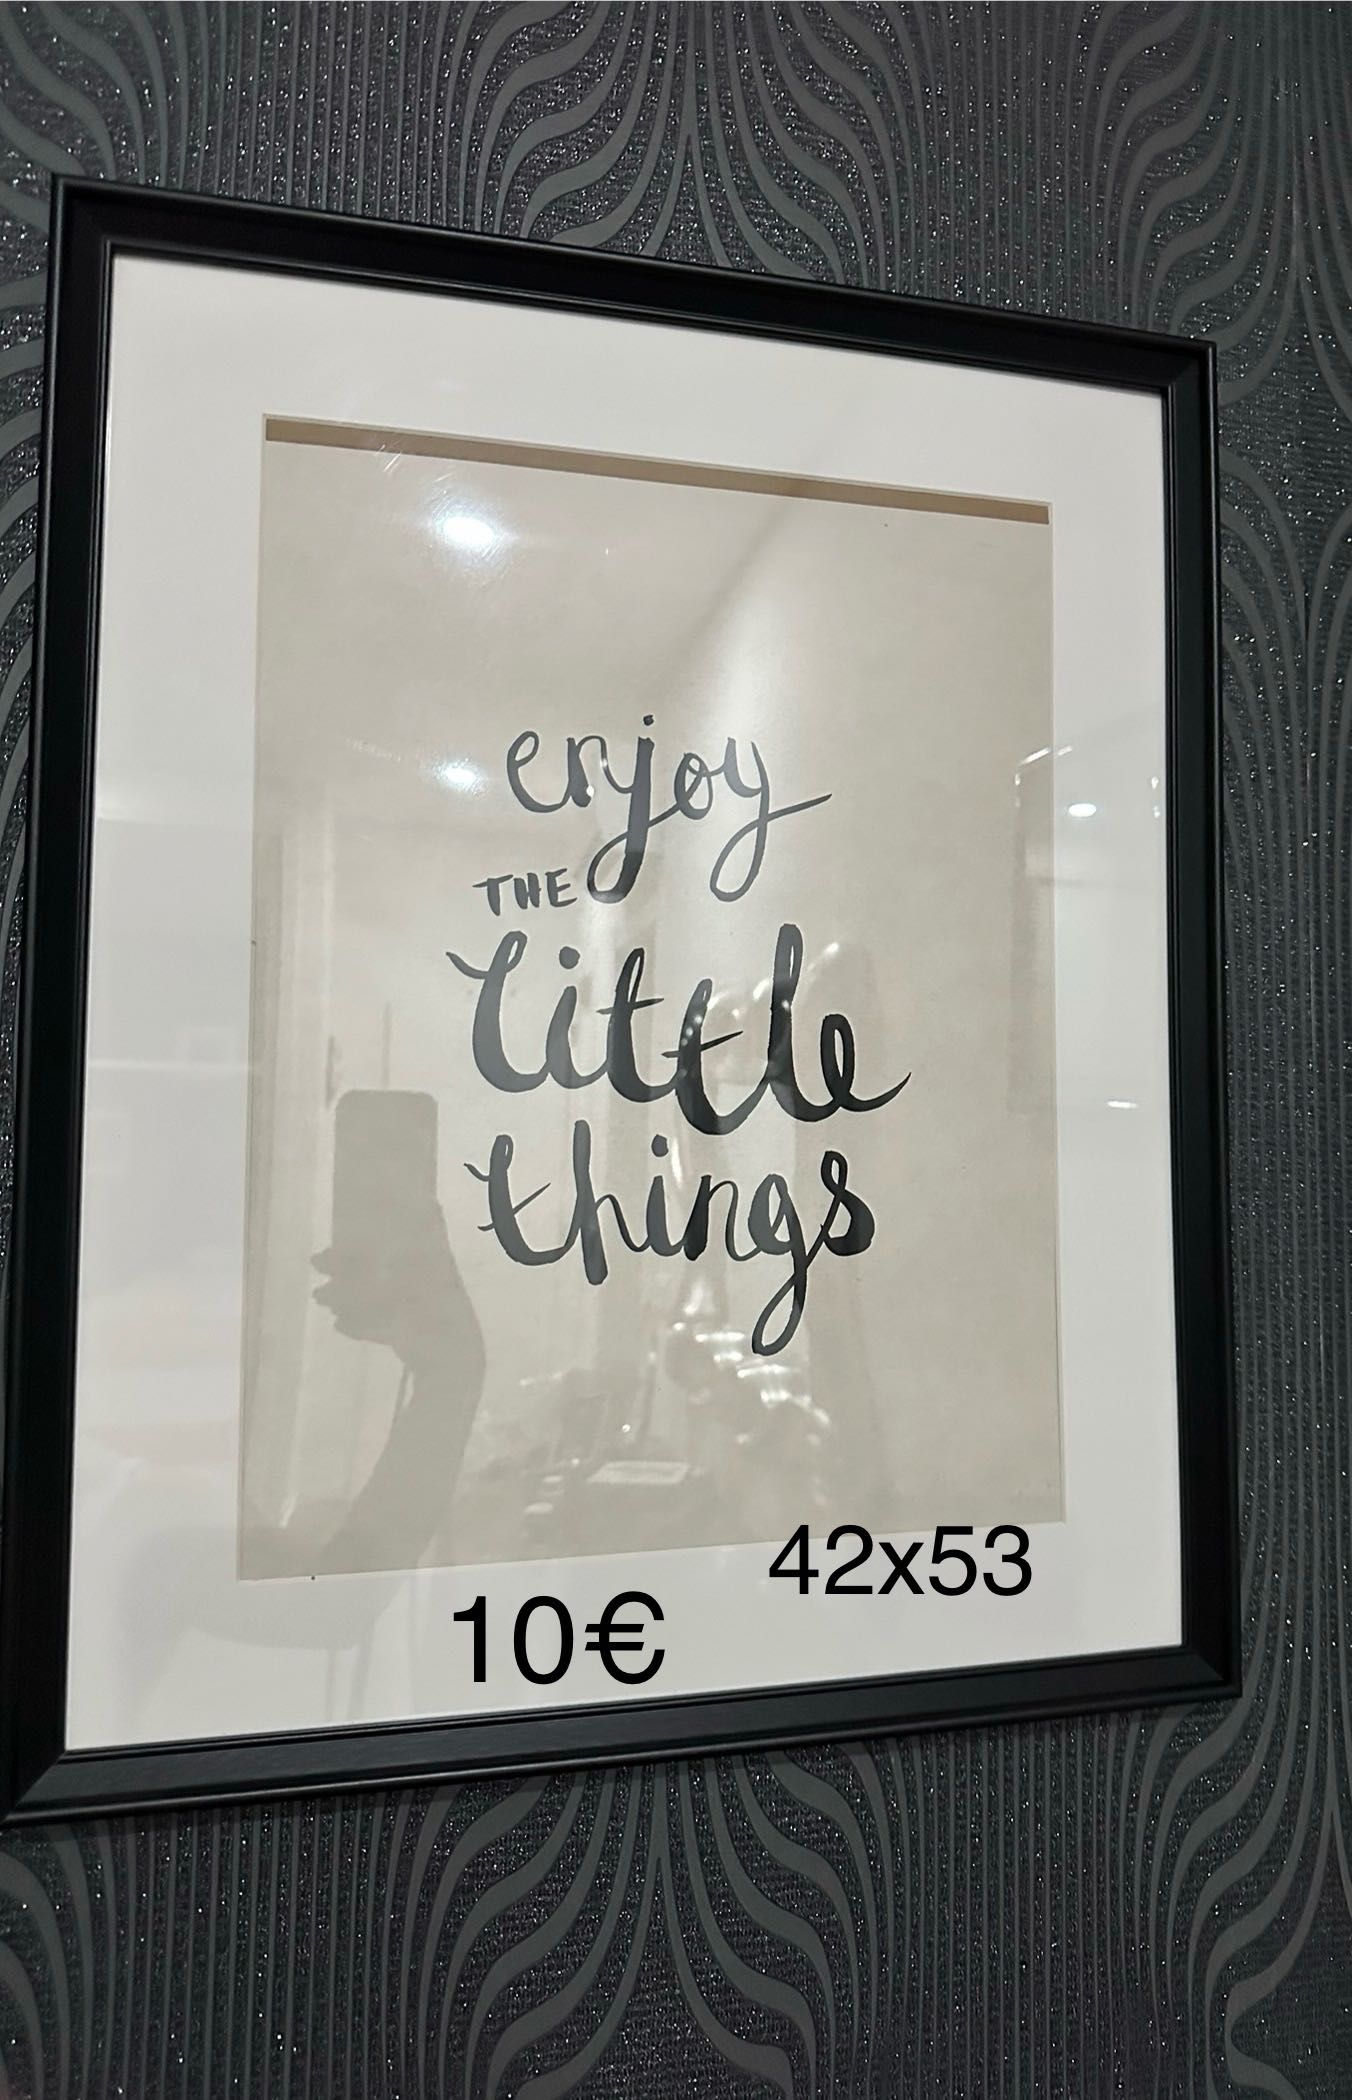 enjoy
THE
little
things
42x53
10€